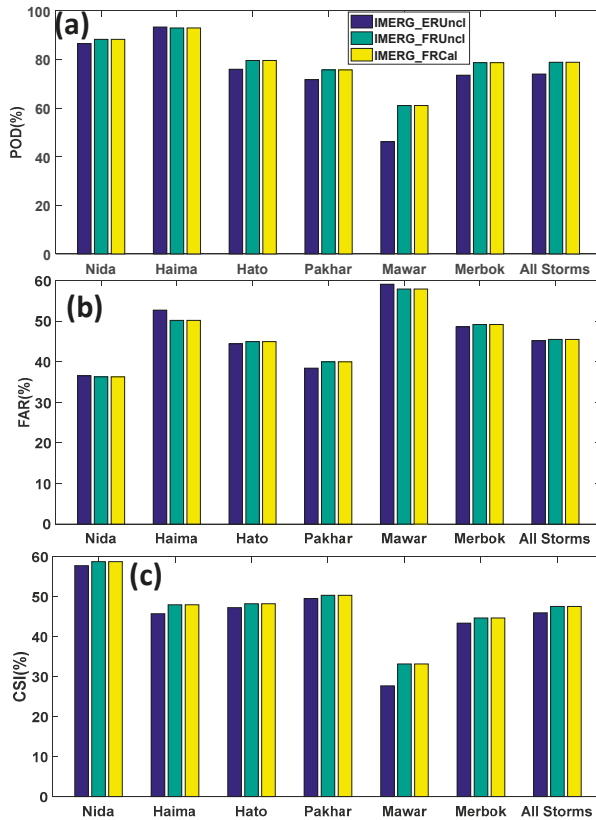 (a)
IMERG_ERUncl
IMERG_FRUncl
IMERG_FRCal
100
80
60
40
20
0
POD(%)
Nida Haima Hato Pakhar Mawar Merbok All Storms
(b)
60
50
40
30
20
10
0
FAR(%)
Nida Haima Hato Pakhar Mawar Merbok All Storms
(c)
60
50
40
30
20
10
0
CSI(%)
Nida Haima Hato Pakhar Mawar Merbok All Storms